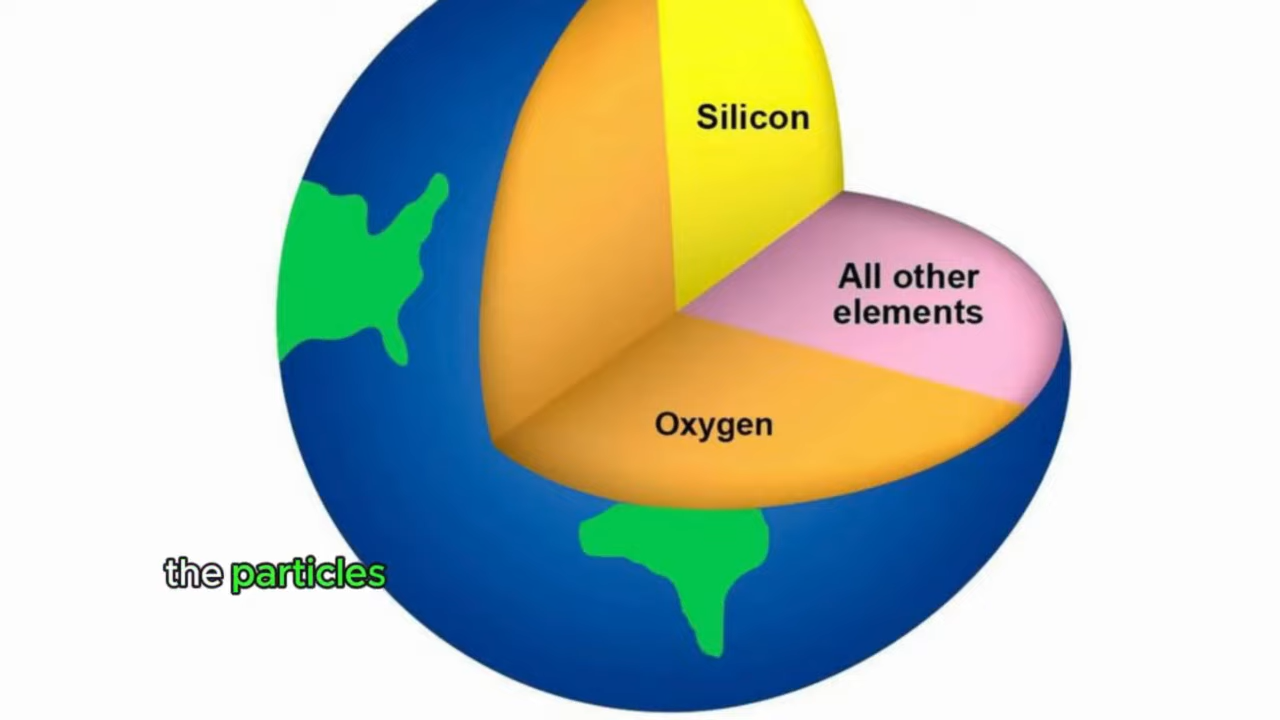 Silicon
All other
elements
Oxygen
the particles